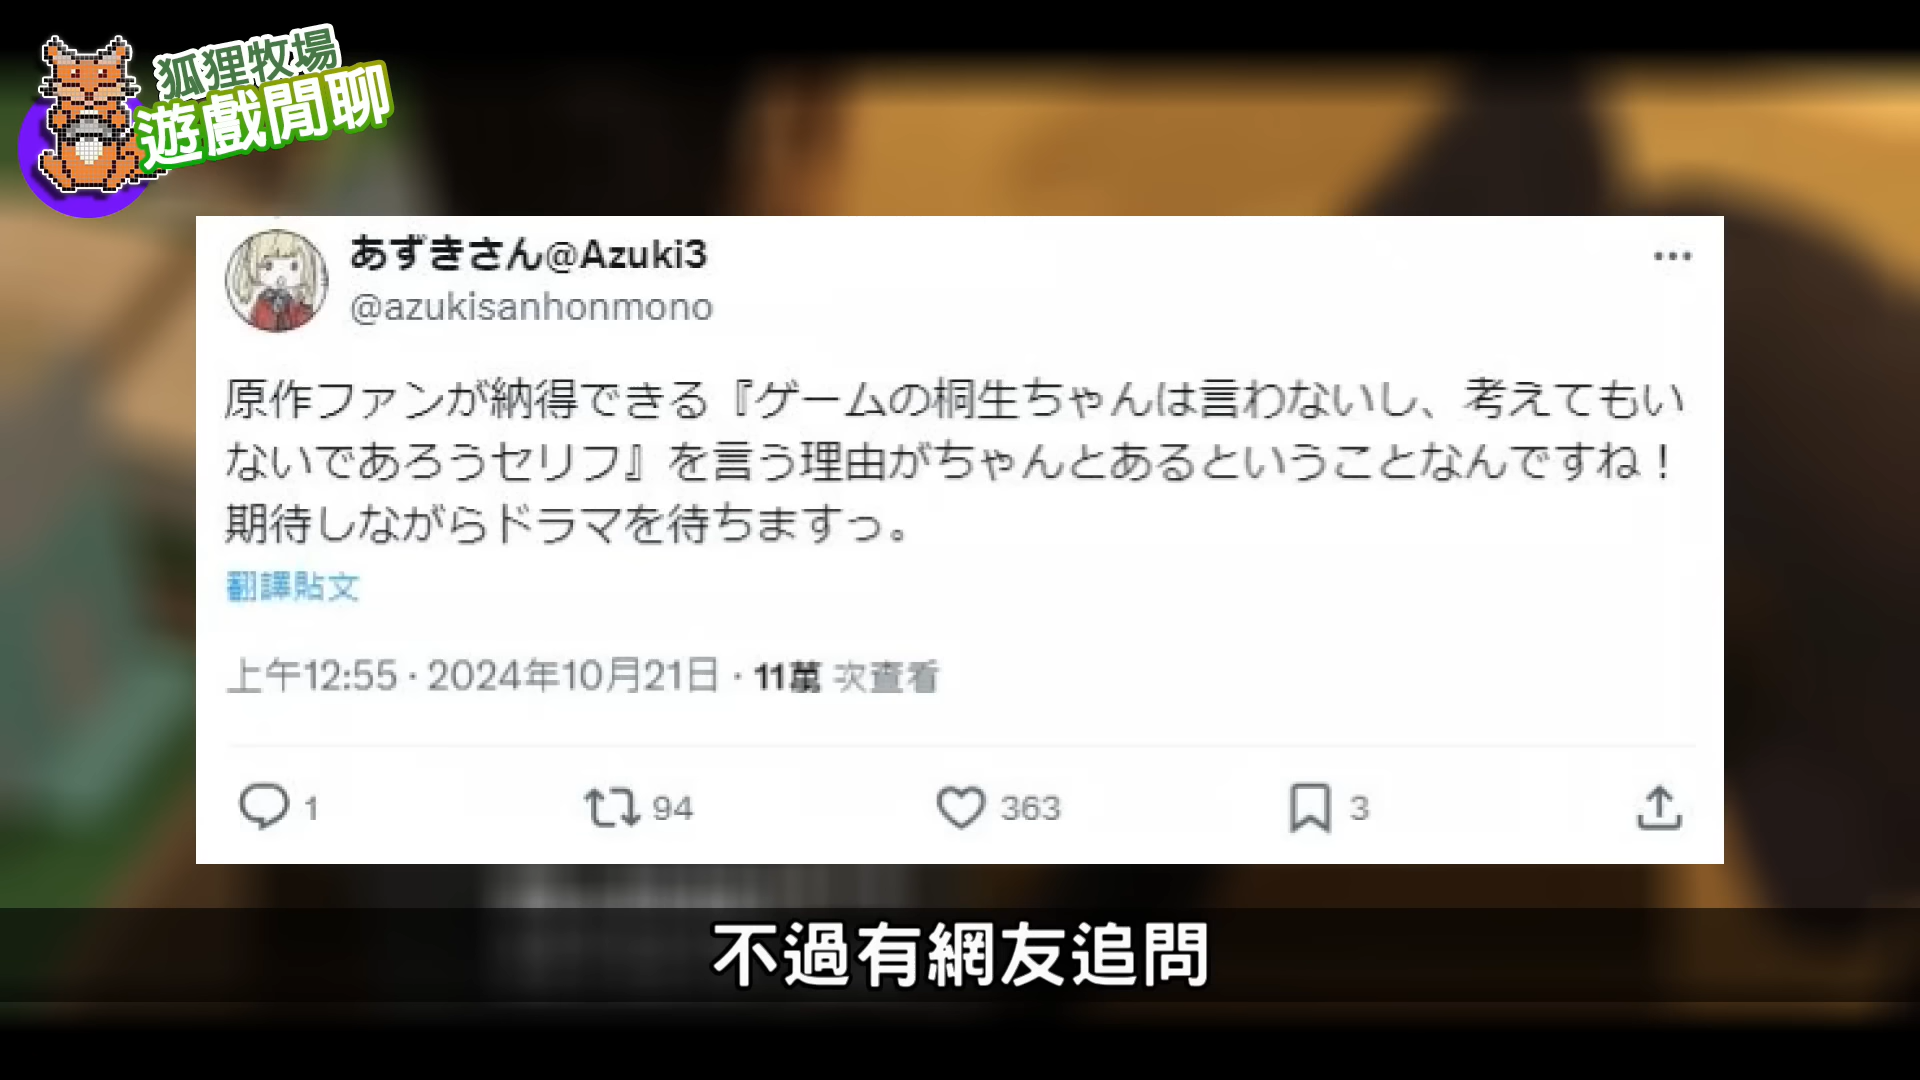 狐狸牧場
遊戲閒聊
あずきさん@Azuki3
@azukisanhonmono
原作ファンが納得できる『ゲームの桐生ちゃんは言わないし、考えてもい
ないであろうセリフ』を言う理由がちゃんとあるということなんですね！
期待しながらドラマを待ちますっ。
翻譯貼文
上午12:55 · 2024年10月21日 · 11萬 次查看
1 94 363 3
不過有網友追問